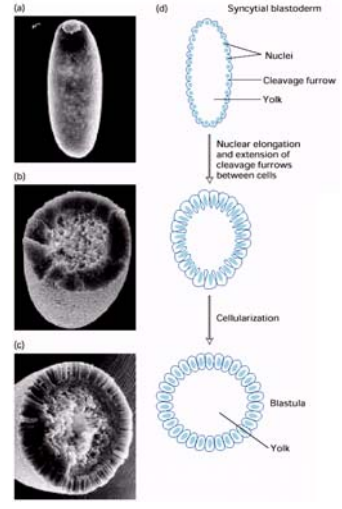 (a)
(d)
Syncytial blastoderm
Nuclei
Cleavage furrow
Yolk
Nuclear elongation
and extension of
cleavage furrows
between cells
(b)
Cellularization
(c)
Blastula
Yolk